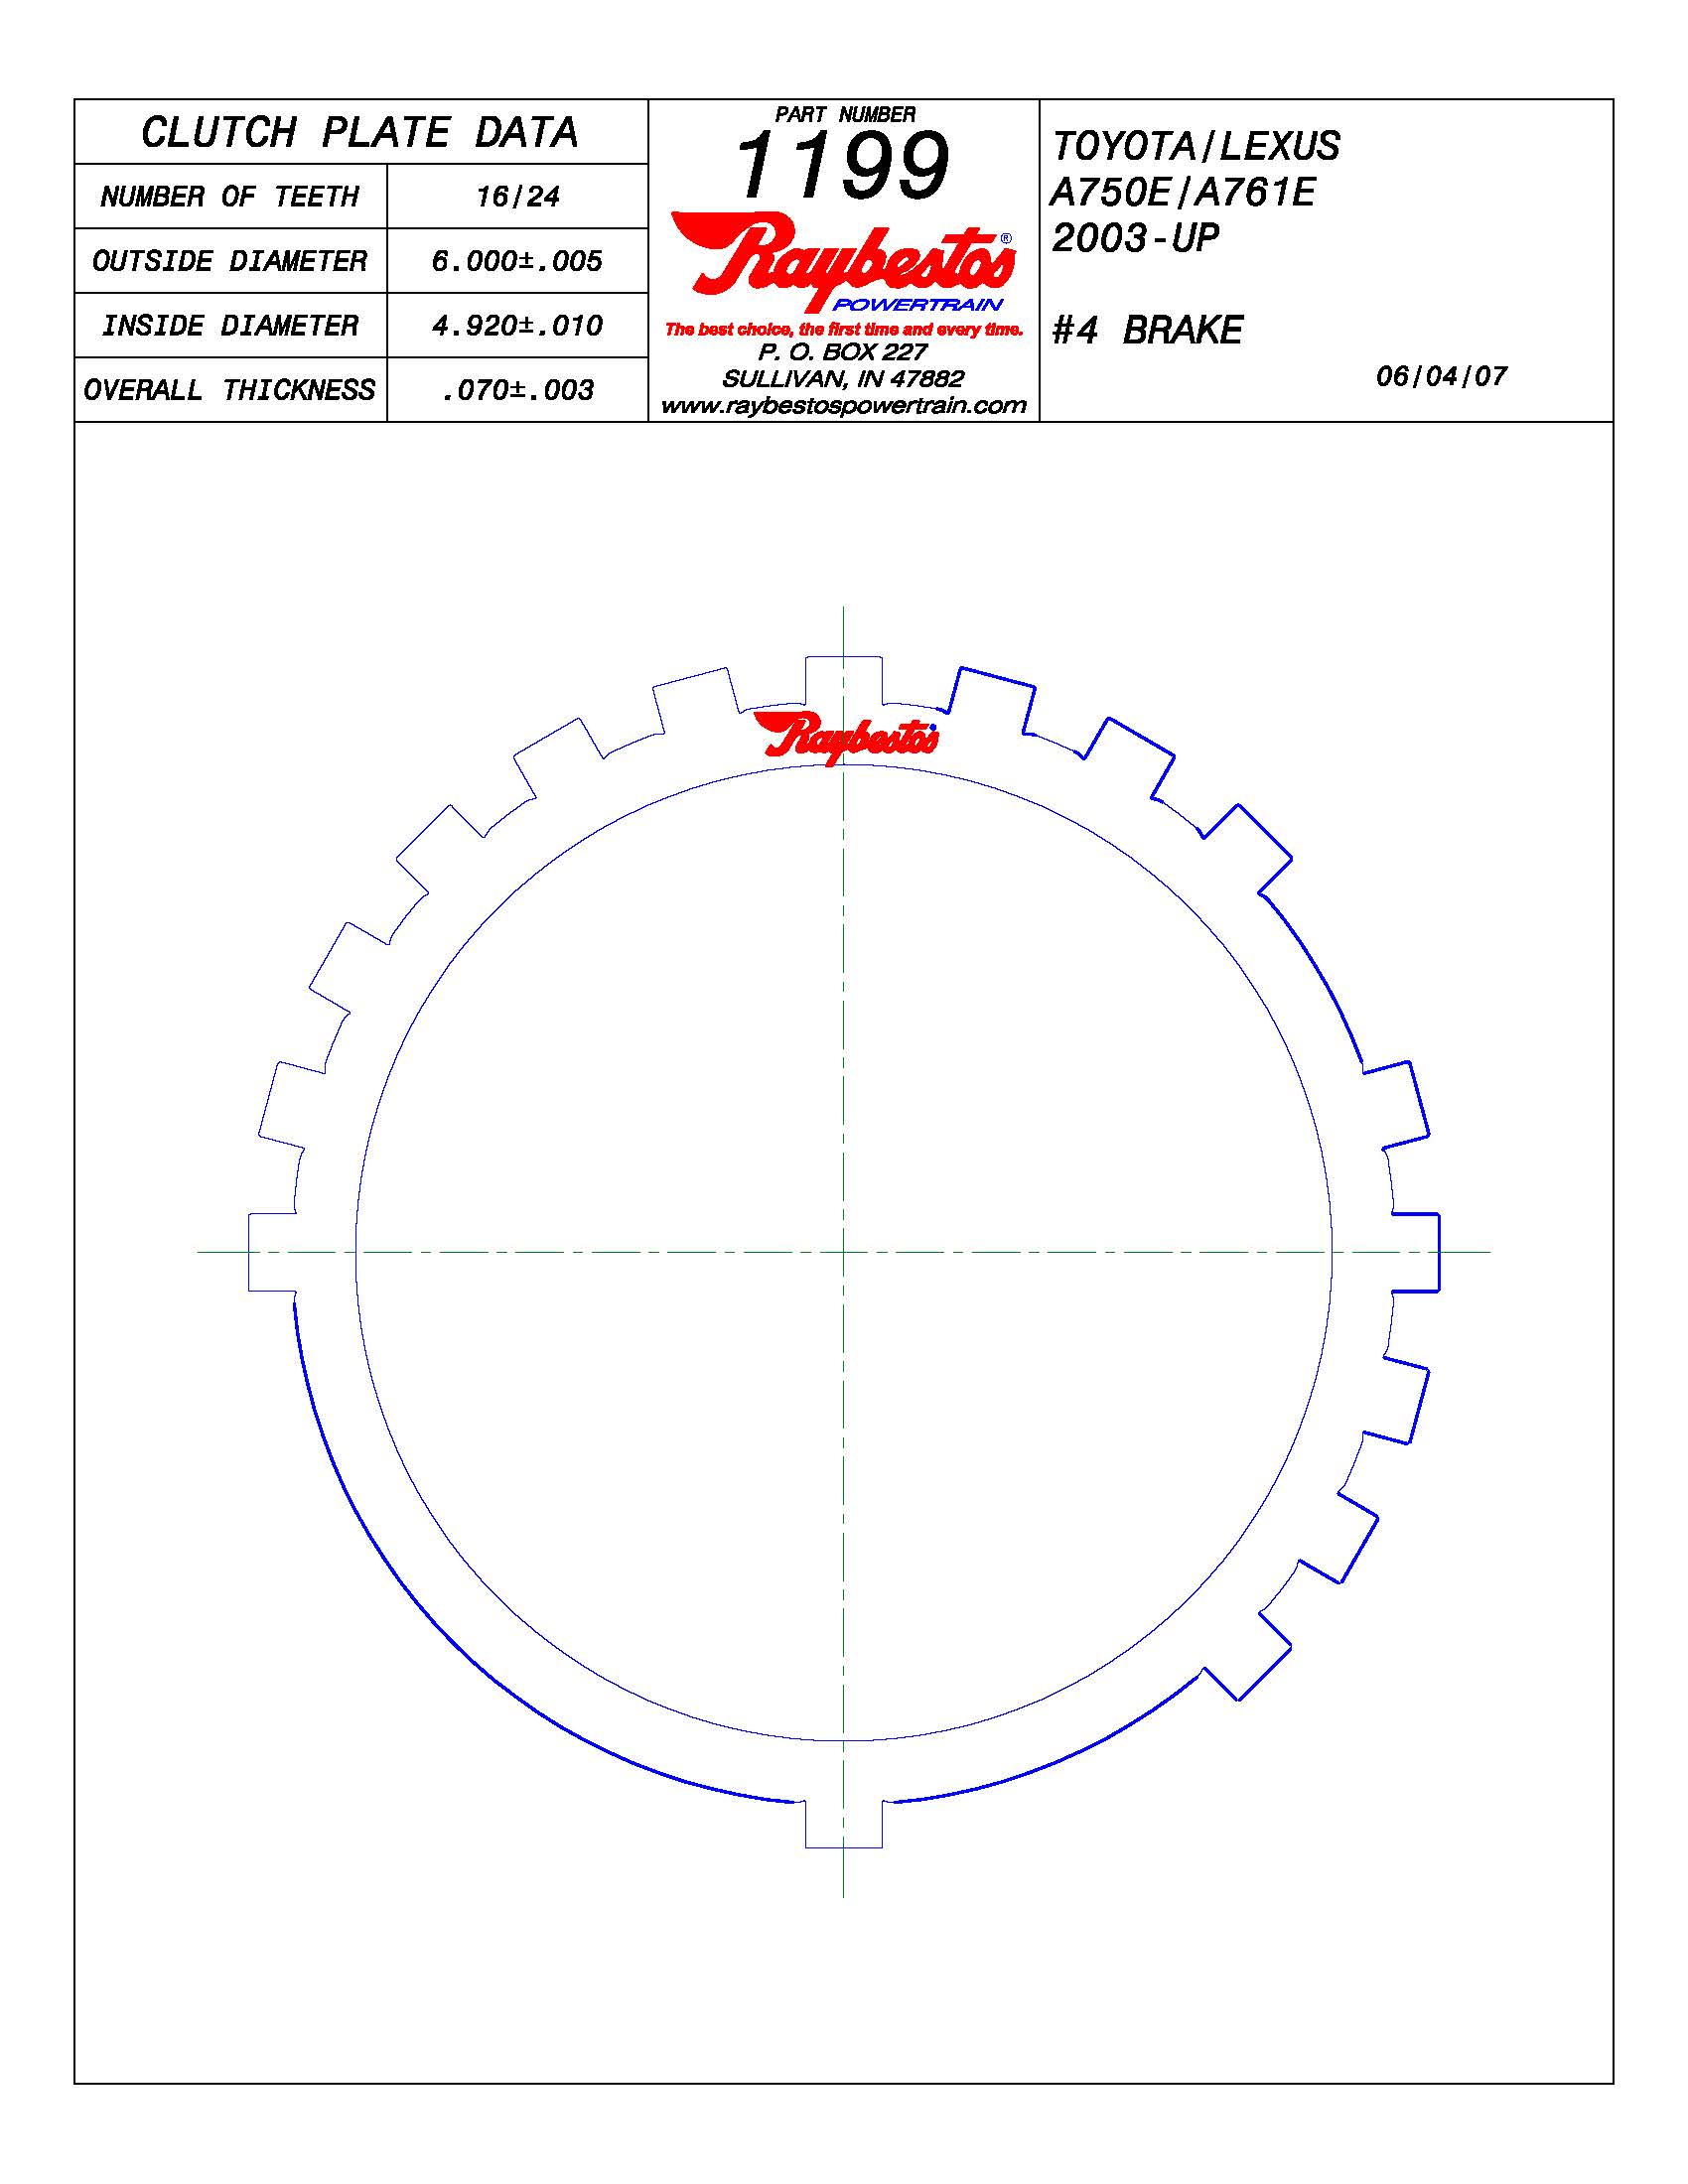 CLUTCH PLATE DATA
NUMBER OF TEETH 16/24
OUTSIDE DIAMETER 6.000±.005
INSIDE DIAMETER 4.920±.010
OVERALL THICKNESS .070±.003
PART NUMBER
1199
Raybestos®
POWERTRAIN
The best choice, the first time and every time.
P. O. BOX 227
SULLIVAN, IN 47882
www.raybestospowertrain.com
TOYOTA/LEXUS
A750E/A761E
2003-UP
#4 BRAKE
06/04/07
Raybestos